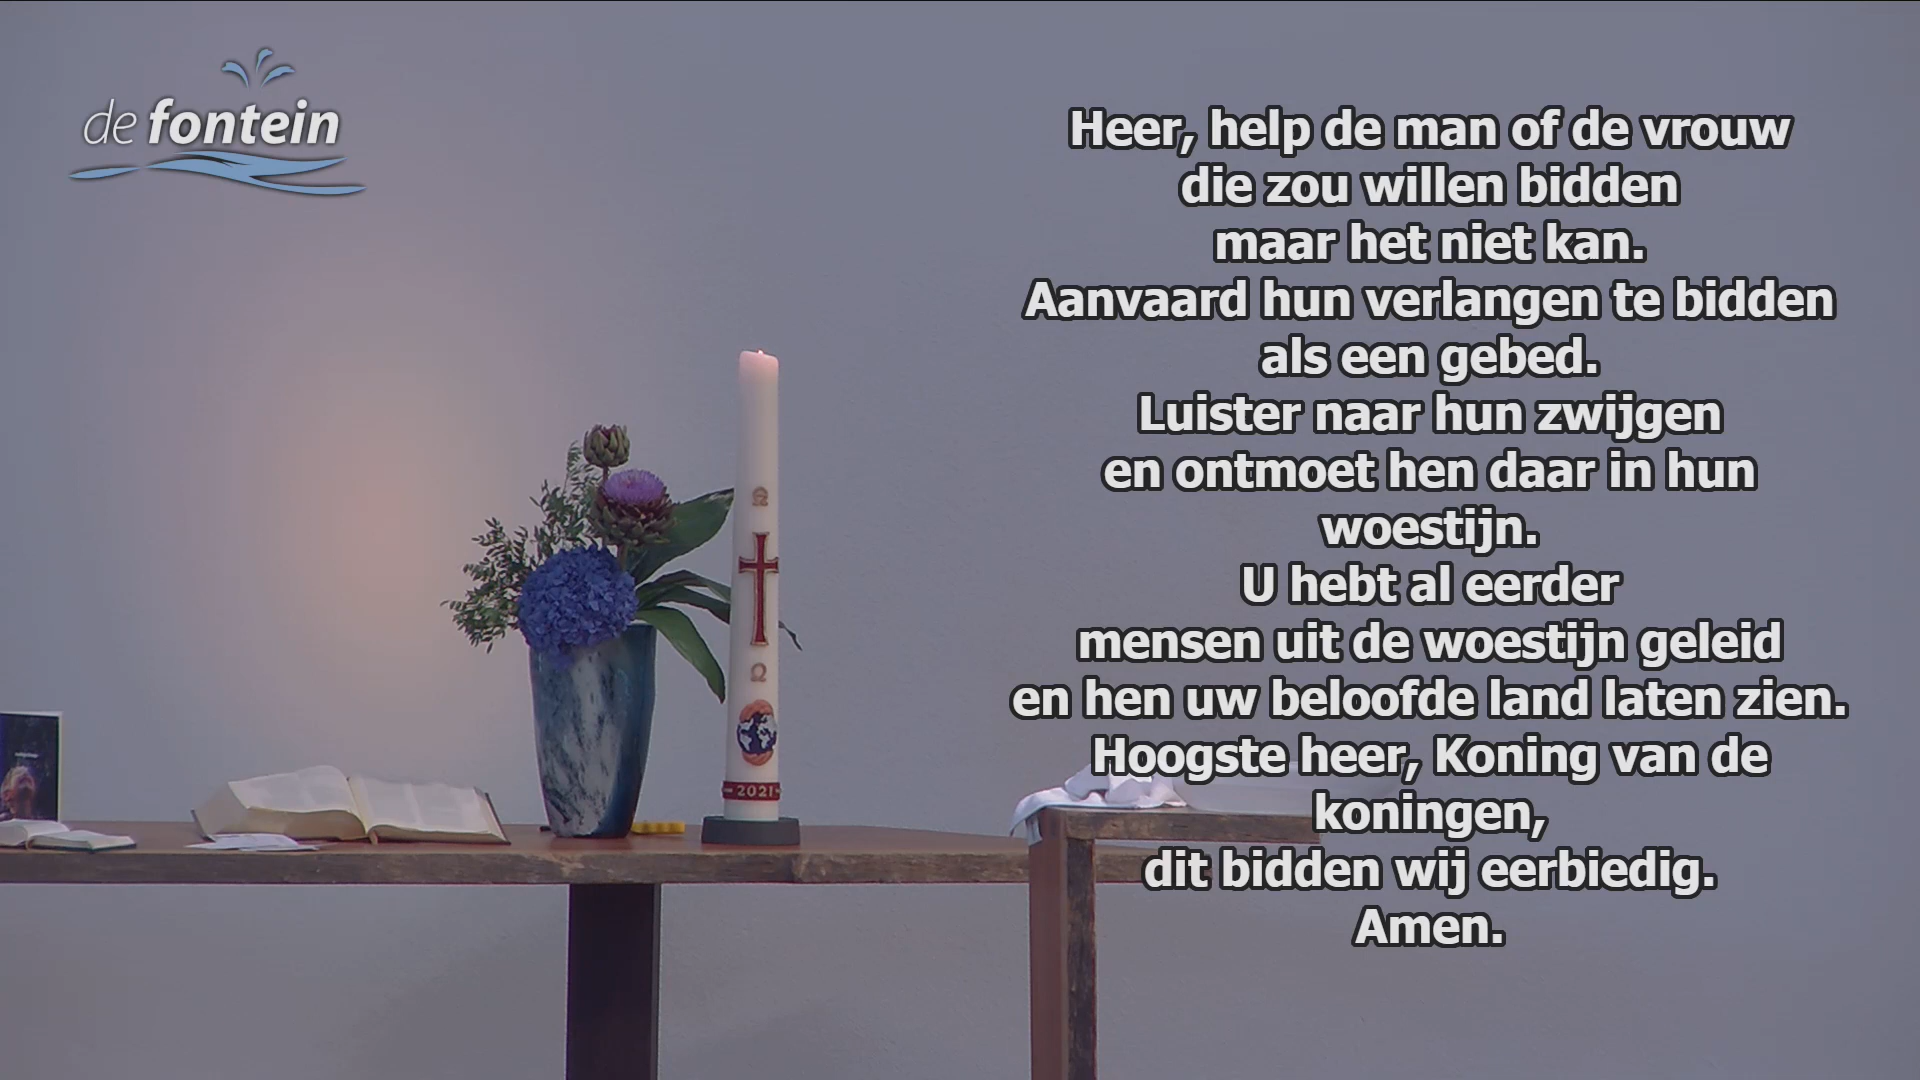 de fontein
Heer, help de man of de vrouw
die zou willen bidden
maar het niet kan.
Aanvaard hun verlangen te bidden
als een gebed.
Luister naar hun zwijgen
en ontmoet hen daar in hun
woestijn.
U hebt al eerder
mensen uit de woestijn geleid
en hen uw beloofde land laten zien.
Hoogste heer, Koning van de
koningen,
dit bidden wij eerbiedig.
Amen.
Ω
2021